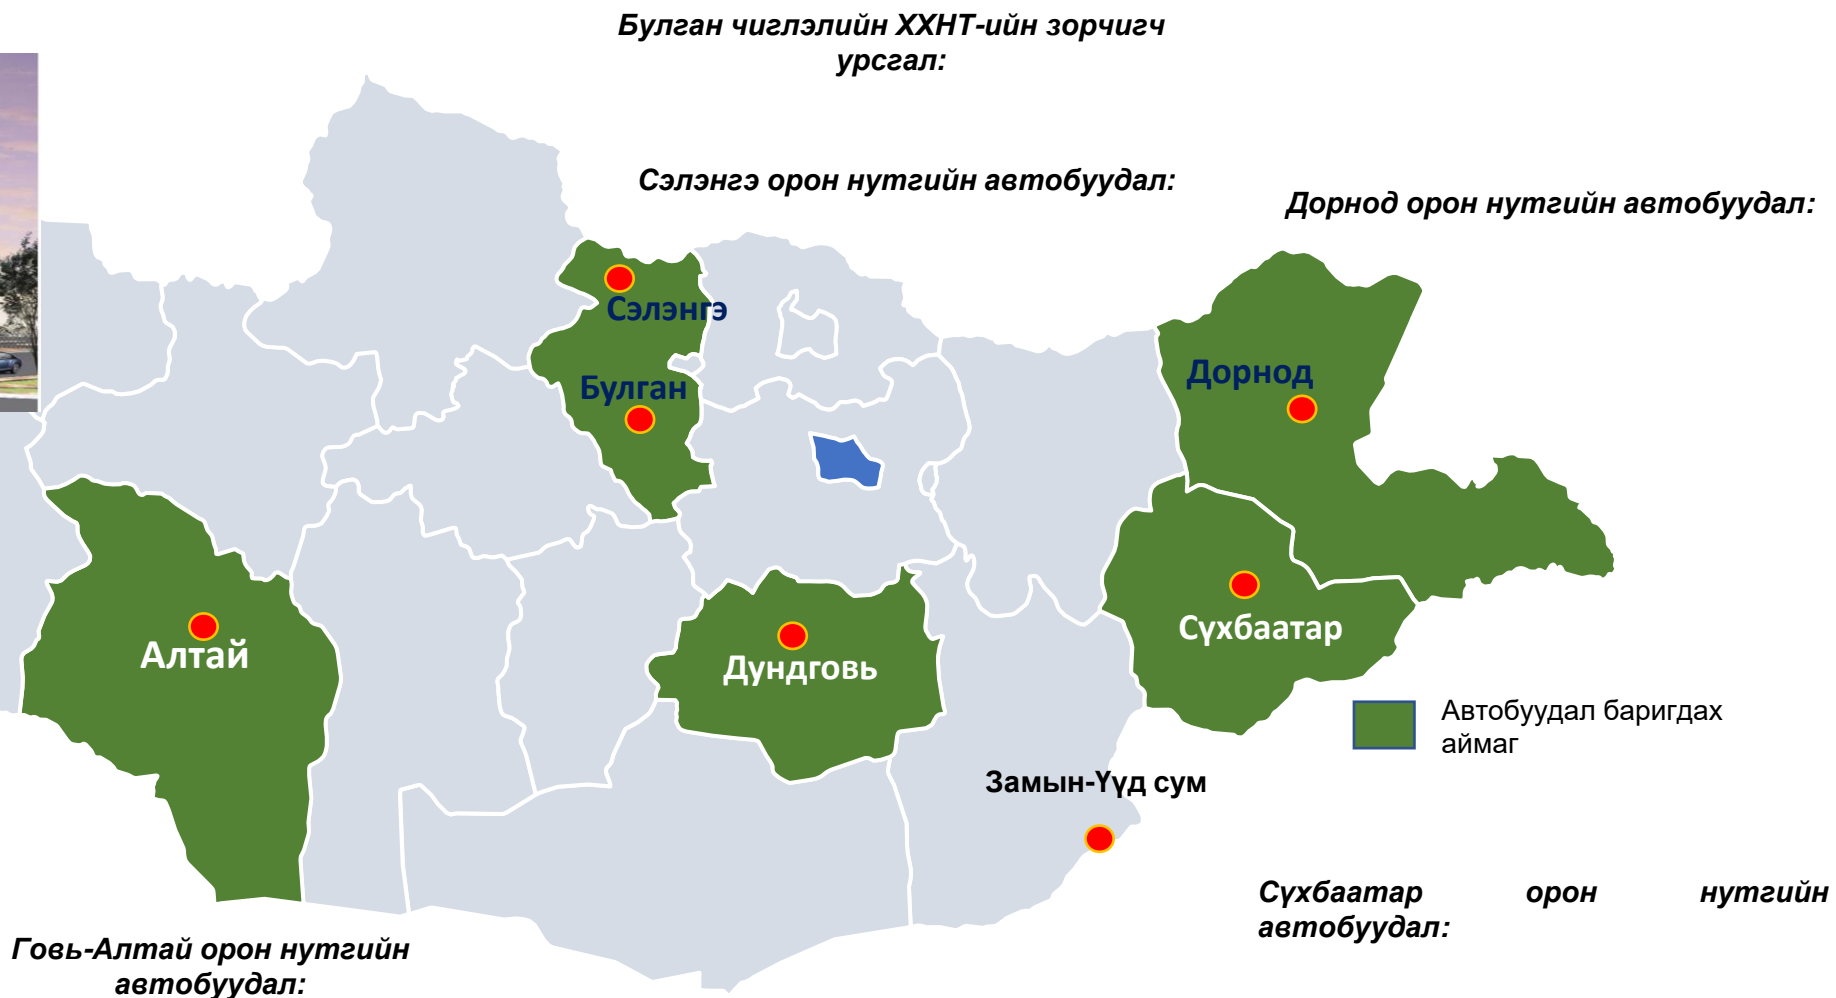 Булган чиглэлийн ХХНТ-ийн зорчигч
урсгал:
Сэлэнгэ орон нутгийн автобуудал:
Дорнод орон нутгийн автобуудал:
Сэлэнгэ
Булган
Дорнод
Алтай
Дундговь
Сүхбаатар
Автобуудал баригдах
аймаг
Замын-Үүд сум
Сүхбаатар орон нутгийн
автобуудал:
Говь-Алтай орон нутгийн
автобуудал: